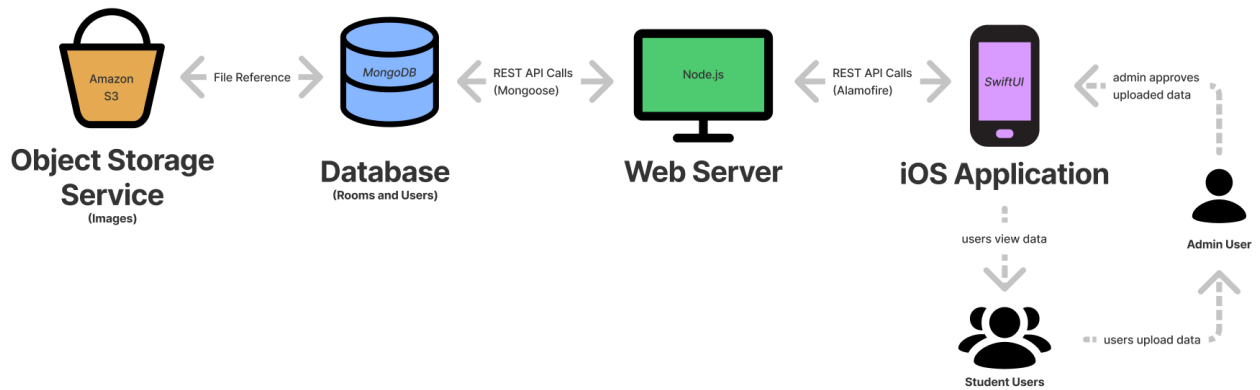 Amazon
S3
Object Storage
Service
(Images)
File Reference
MongoDB
Database
(Rooms and Users)
REST API Calls
(Mongoose)
Node.js
Web Server
REST API Calls
(Alamofire)
SwiftUI
iOS Application
admin approves
uploaded data
Admin User
users view data
users upload data
Student Users